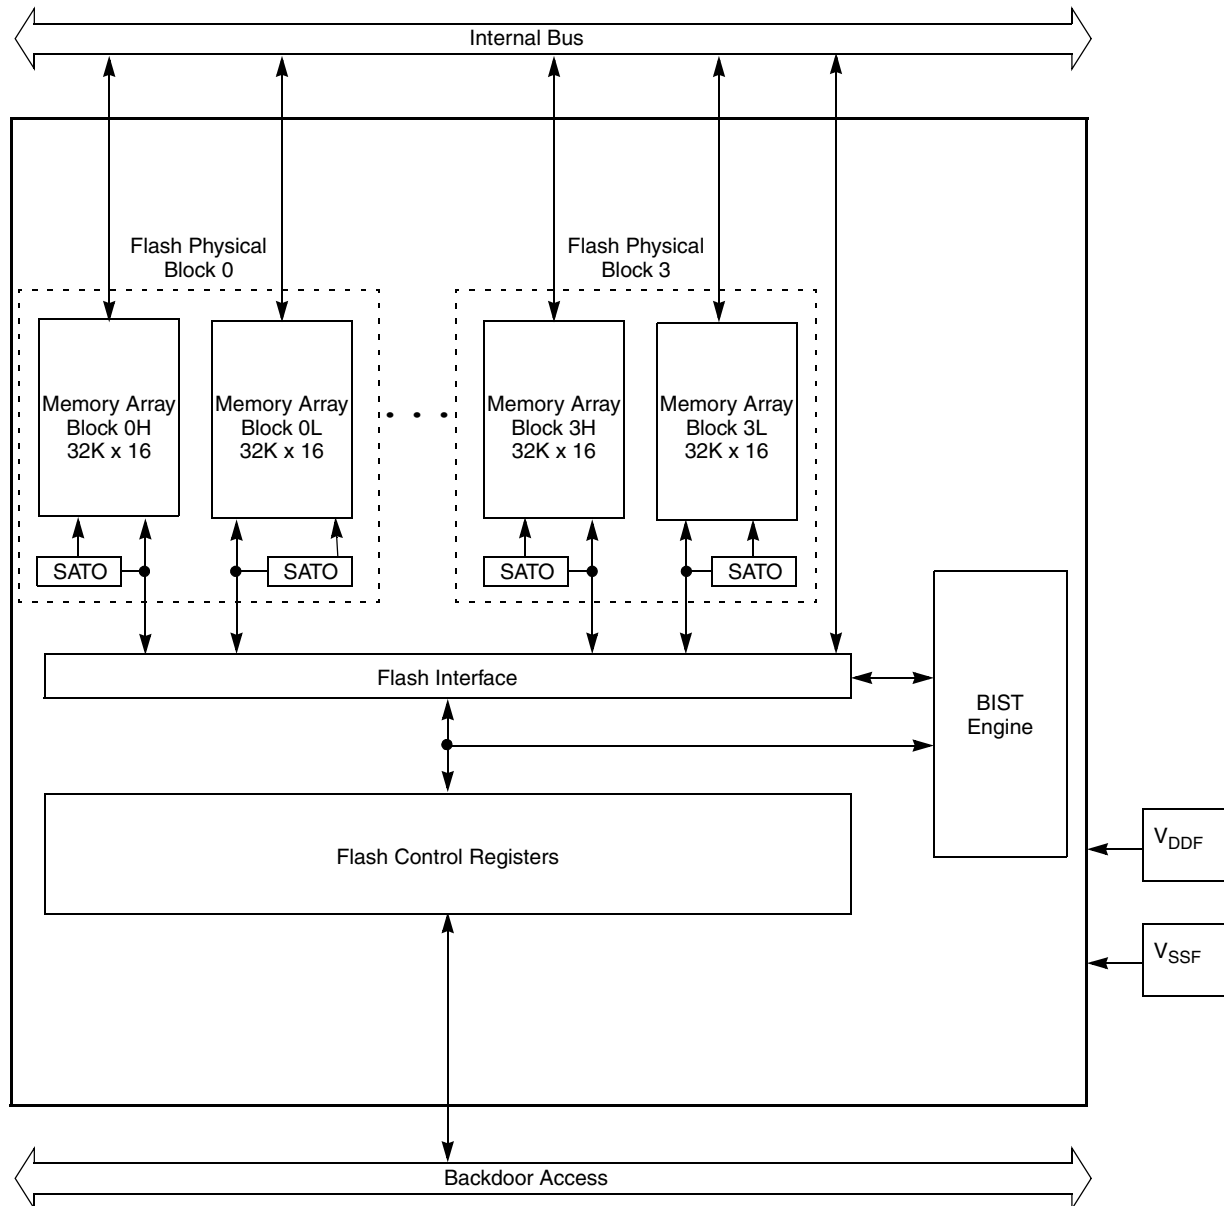 Internal Bus
Flash Physical
Block 0
Flash Physical
Block 3
Memory Array
Block 0H
32K x 16
Memory Array
Block 0L
32K x 16
Memory Array
Block 3H
32K x 16
Memory Array
Block 3L
32K x 16
SATO
SATO
SATO
SATO
Flash Interface
BIST
Engine
Flash Control Registers
VDDF
VSSF
Backdoor Access